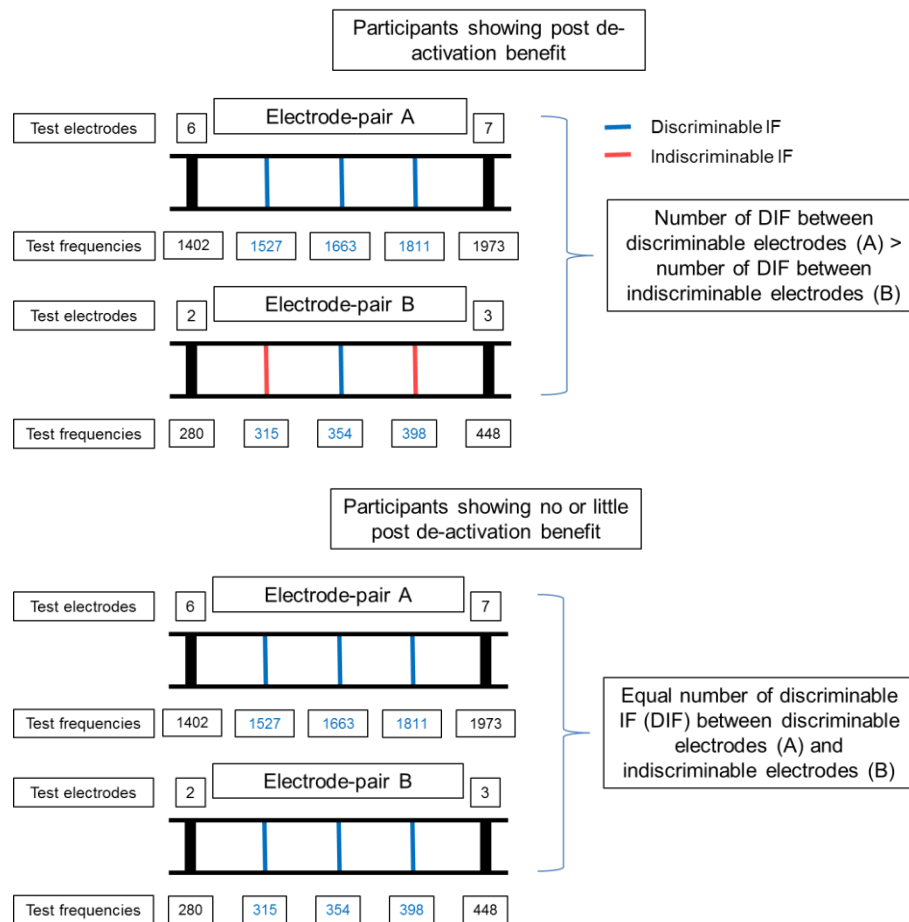 Participants showing post de-
activation benefit
Test electrodes 6 Electrode-pair A 7
Discriminable IF
Indiscriminable IF
Test frequencies 1402 1527 1663 1811 1973
Number of DIF between
discriminable electrodes (A) >
number of DIF between
indiscriminable electrodes (B)
Test electrodes 2 Electrode-pair B 3
Test frequencies 280 315 354 398 448
Participants showing no or little
post de-activation benefit
Test electrodes 6 Electrode-pair A 7
Test frequencies 1402 1527 1663 1811 1973
Equal number of discriminable
IF (DIF) between discriminable
electrodes (A) and
indiscriminable electrodes (B)
Test electrodes 2 Electrode-pair B 3
Test frequencies 280 315 354 398 448